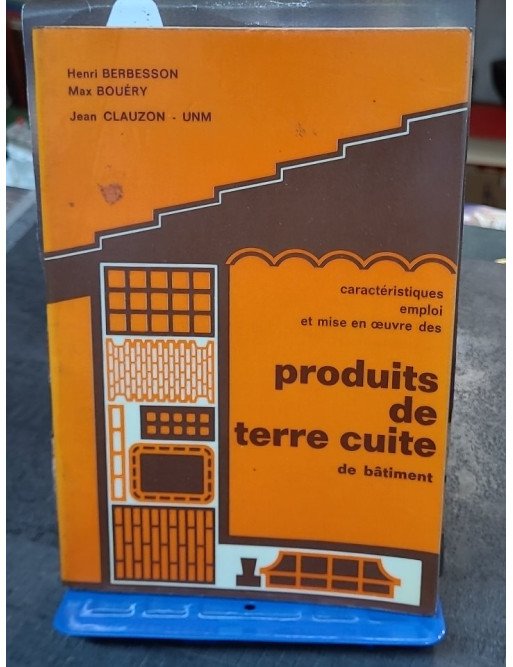 Henri BERBESSON
Max BOUÉRY
Jean CLAUZON - UNM
caractéristiques
emploi
et mise en œuvre des
produits
de
terre cuite
de bâtiment